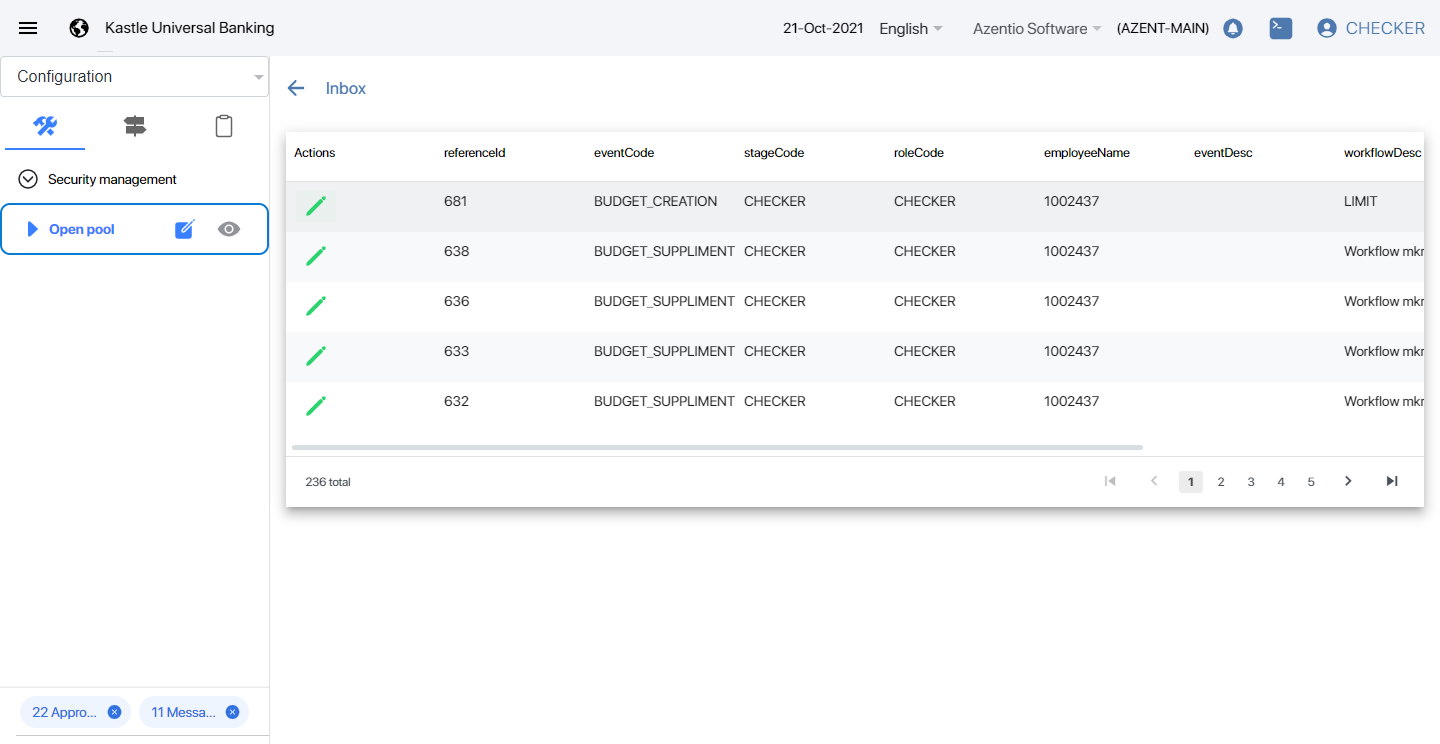 Kastle Universal Banking 21-Oct-2021 English Azentio Software (AZENT-MAIN) CHECKER
Configuration
Security management
Open pool
22 Appro...
11 Messa...
Inbox
Actions referenceId eventCode stageCode roleCode employeeName eventDesc workflowDesc
681 BUDGET_CREATION CHECKER CHECKER 1002437 LIMIT
638 BUDGET_SUPPLIMENT CHECKER CHECKER 1002437 Workflow mkr
636 BUDGET_SUPPLIMENT CHECKER CHECKER 1002437 Workflow mkr
633 BUDGET_SUPPLIMENT CHECKER CHECKER 1002437 Workflow mkr
632 BUDGET_SUPPLIMENT CHECKER CHECKER 1002437 Workflow mkr
236 total 1 2 3 4 5